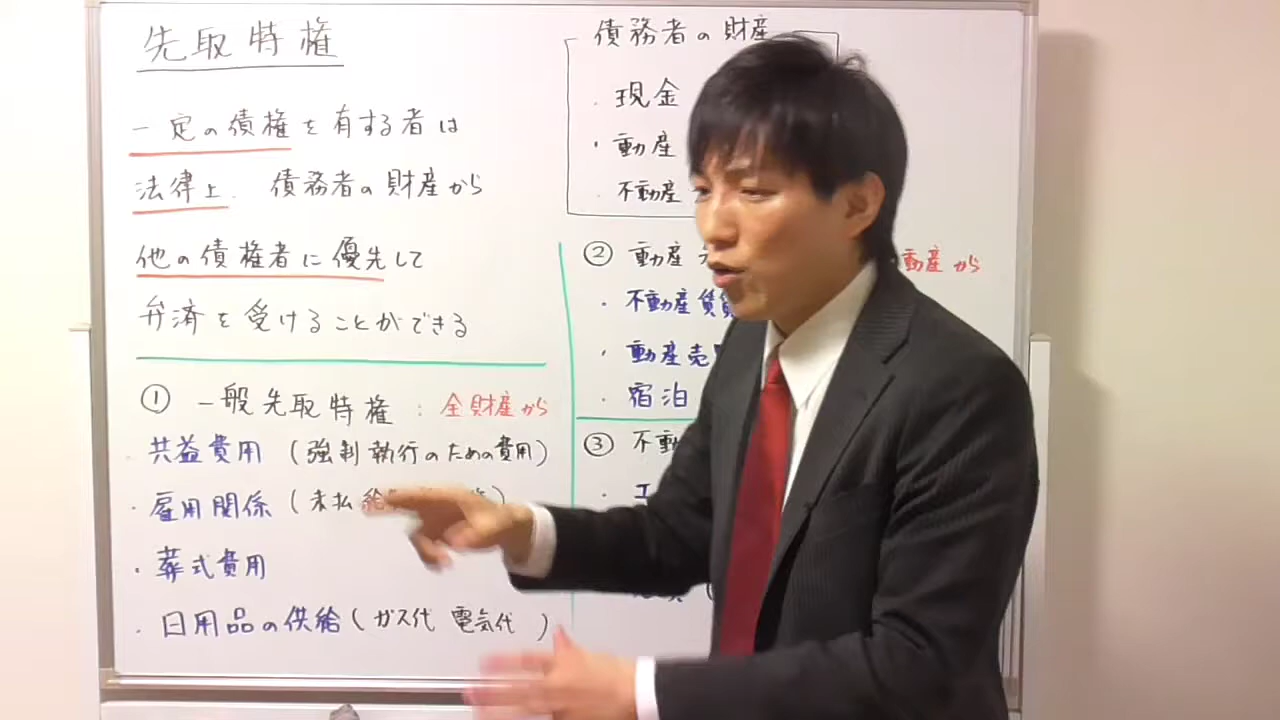 先取特権
一定の債権を有する者は
法律上 債務者の財産から
他の債権者に優先して
弁済を受けることができる
① 一般先取特権 : 全財産から
・共益費用 (強制執行のための費用)
・雇用関係 (未払給
・葬式費用
・日用品の供給 (ガス代 電気代 )
債務者の財産
・現金
・動産
・不動産
② 動産 動産から
・不動産賃
・動産売
・宿泊
③ 不動
・工